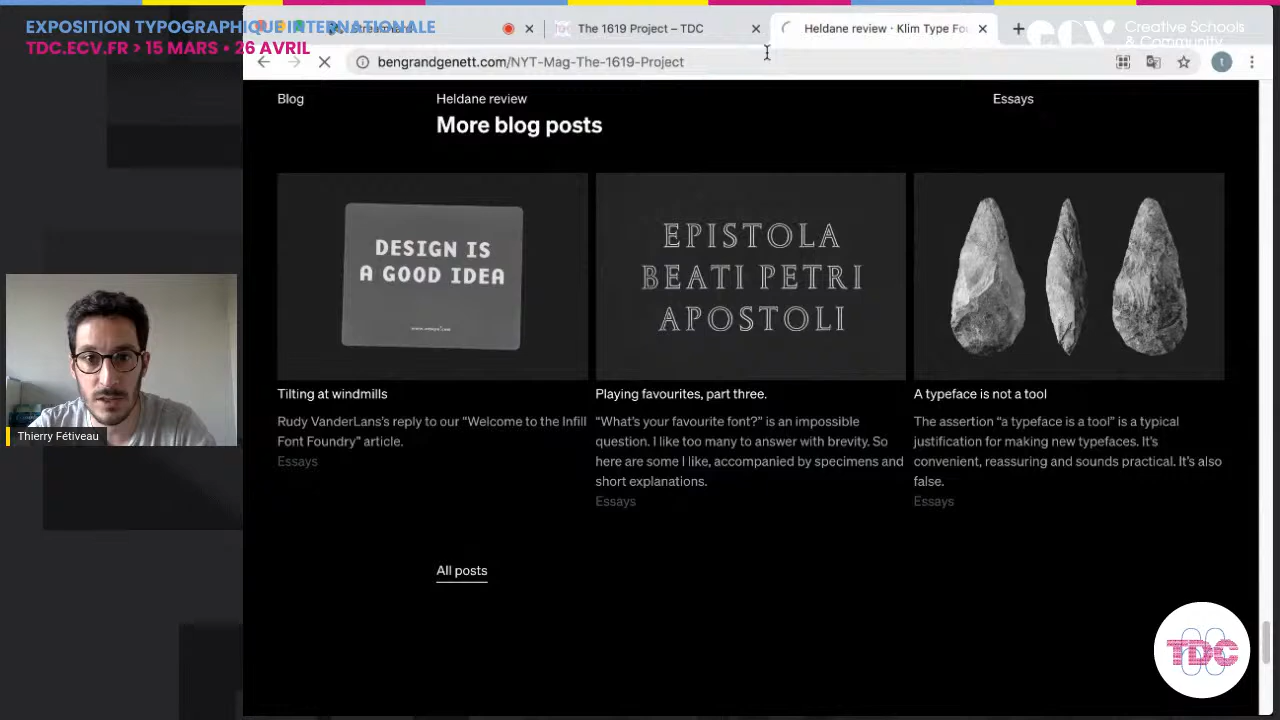 EXPOSITION TYPOGRAPHIQUE INTERNATIONALE
TDC.ECV.FR > 15 MARS • 26 AVRIL
The 1619 Project – TDC
Heldane review · Klim Type Fou
Creative Schools
& Community
bengrandgenett.com/NYT-Mag-The-1619-Project
t
Blog
Heldane review
Essays
More blog posts
DESIGN IS
A GOOD IDEA
EPISTOLA
BEATI PETRI
APOSTOLI
Tilting at windmills
Rudy VanderLans’s reply to our “Welcome to the Infill
Font Foundry” article.
Essays
Playing favourites, part three.
“What’s your favourite font?” is an impossible
question. I like too many to answer with brevity. So
here are some I like, accompanied by specimens and
short explanations.
Essays
A typeface is not a tool
The assertion “a typeface is a tool” is a typical
justification for making new typefaces. It’s
convenient, reassuring and sounds practical. It’s also
false.
Essays
All posts
Thierry Fétiveau
TDC